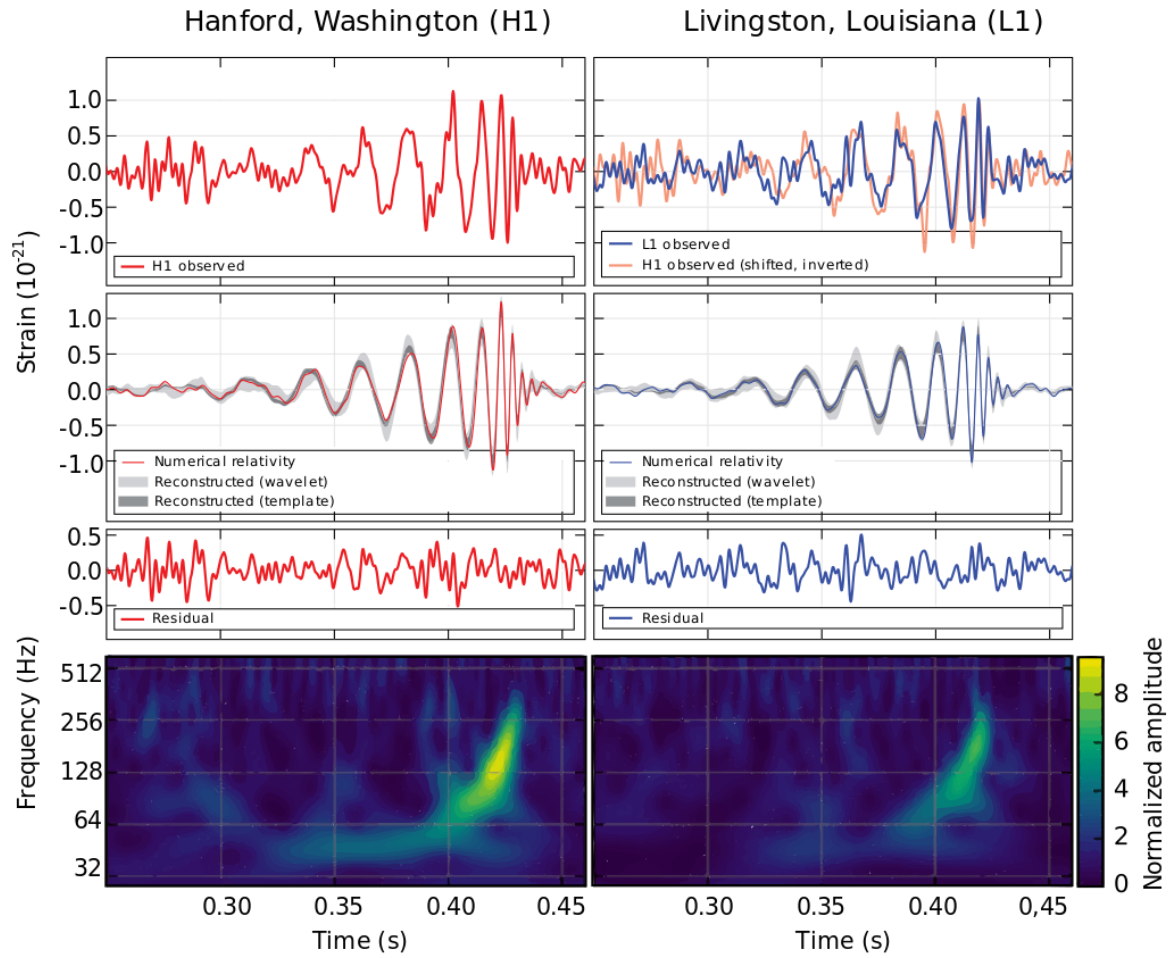 Hanford, Washington (H1)
Livingston, Louisiana (L1)
Strain (10⁻²¹)
1.0
0.5
0.0
-0.5
-1.0
H1 observed
L1 observed
H1 observed (shifted, inverted)
1.0
0.5
0.0
-0.5
-1.0
Numerical relativity
Reconstructed (wavelet)
Reconstructed (template)
Numerical relativity
Reconstructed (wavelet)
Reconstructed (template)
0.5
0.0
-0.5
Residual
Residual
Frequency (Hz)
512
256
128
64
32
0.30 0.35 0.40 0.45
Time (s)
0.30 0.35 0.40 0,45
Time (s)
8
6
4
2
0
Normalized amplitude